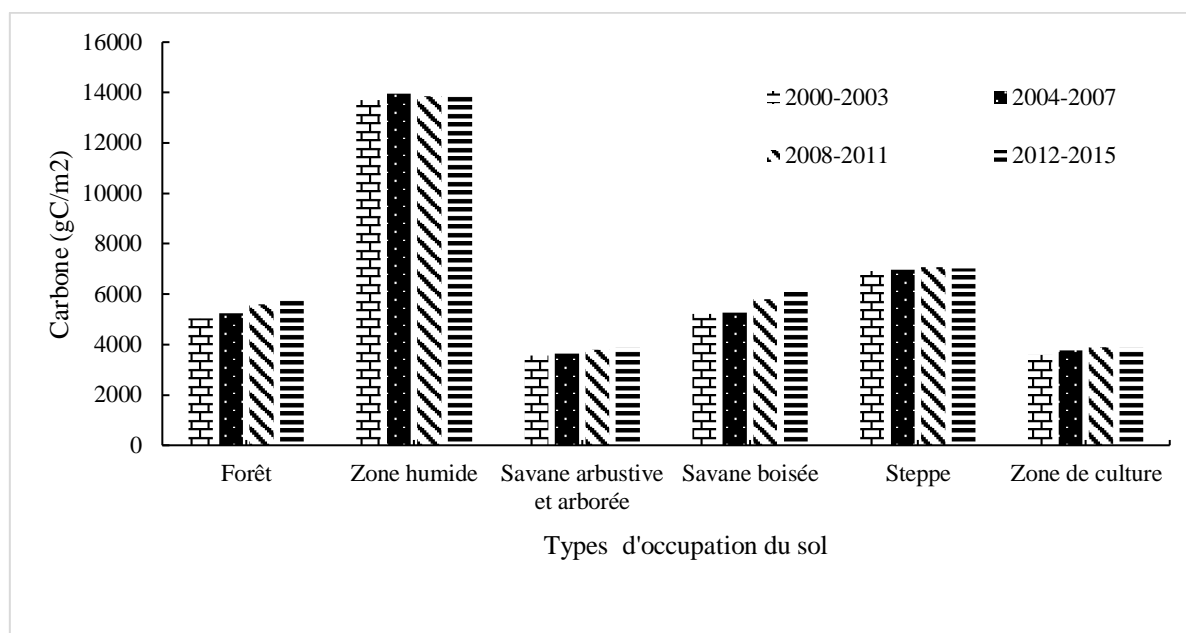 16000
14000
12000
10000
8000
6000
4000
2000
0
Carbone (gC/m2)
2000-2003
2004-2007
2008-2011
2012-2015
Forêt
Zone humide
Savane arbustive
et arborée
Savane boisée
Steppe
Zone de culture
Types d'occupation du sol